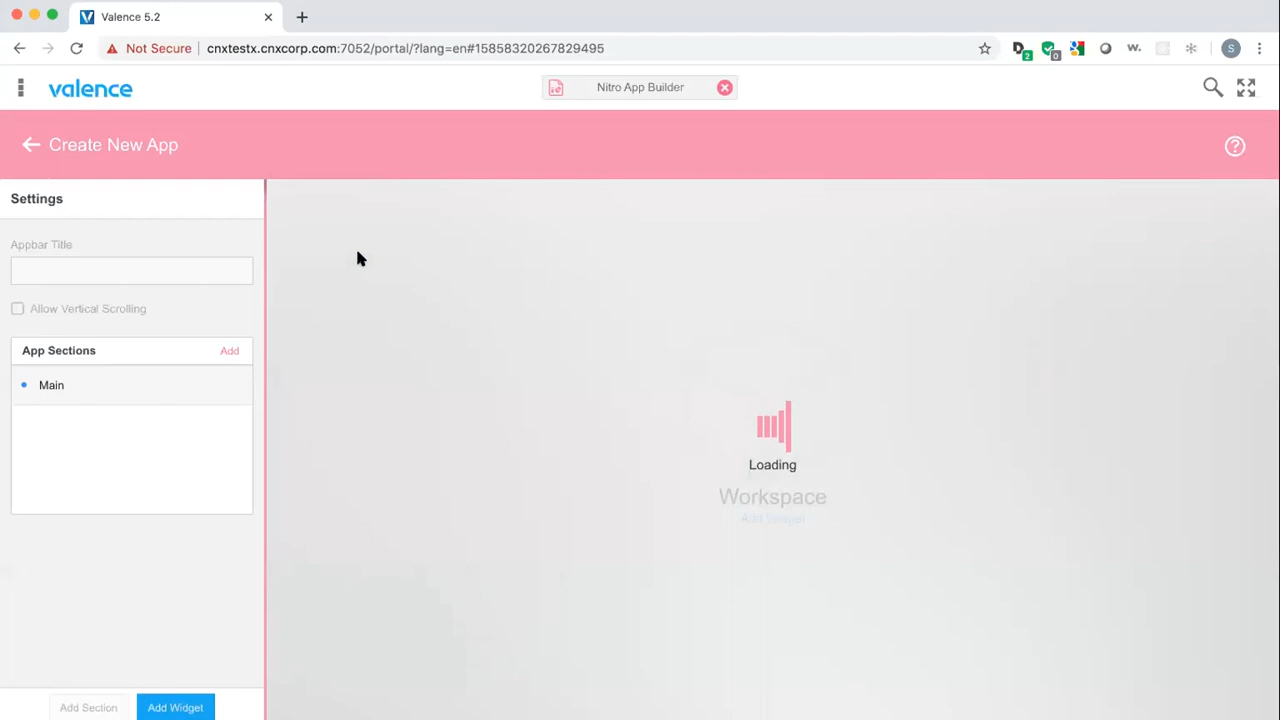 Valence 5.2
Not Secure
cnxtestx.cnxcorp.com:7052/portal/?lang=en#15858320267829495
2
0
W.
S
valence
Nitro App Builder
Create New App
Settings
Appbar Title
Allow Vertical Scrolling
App Sections
Add
Main
Loading
Workspace
Add Widget
Add Section
Add Widget